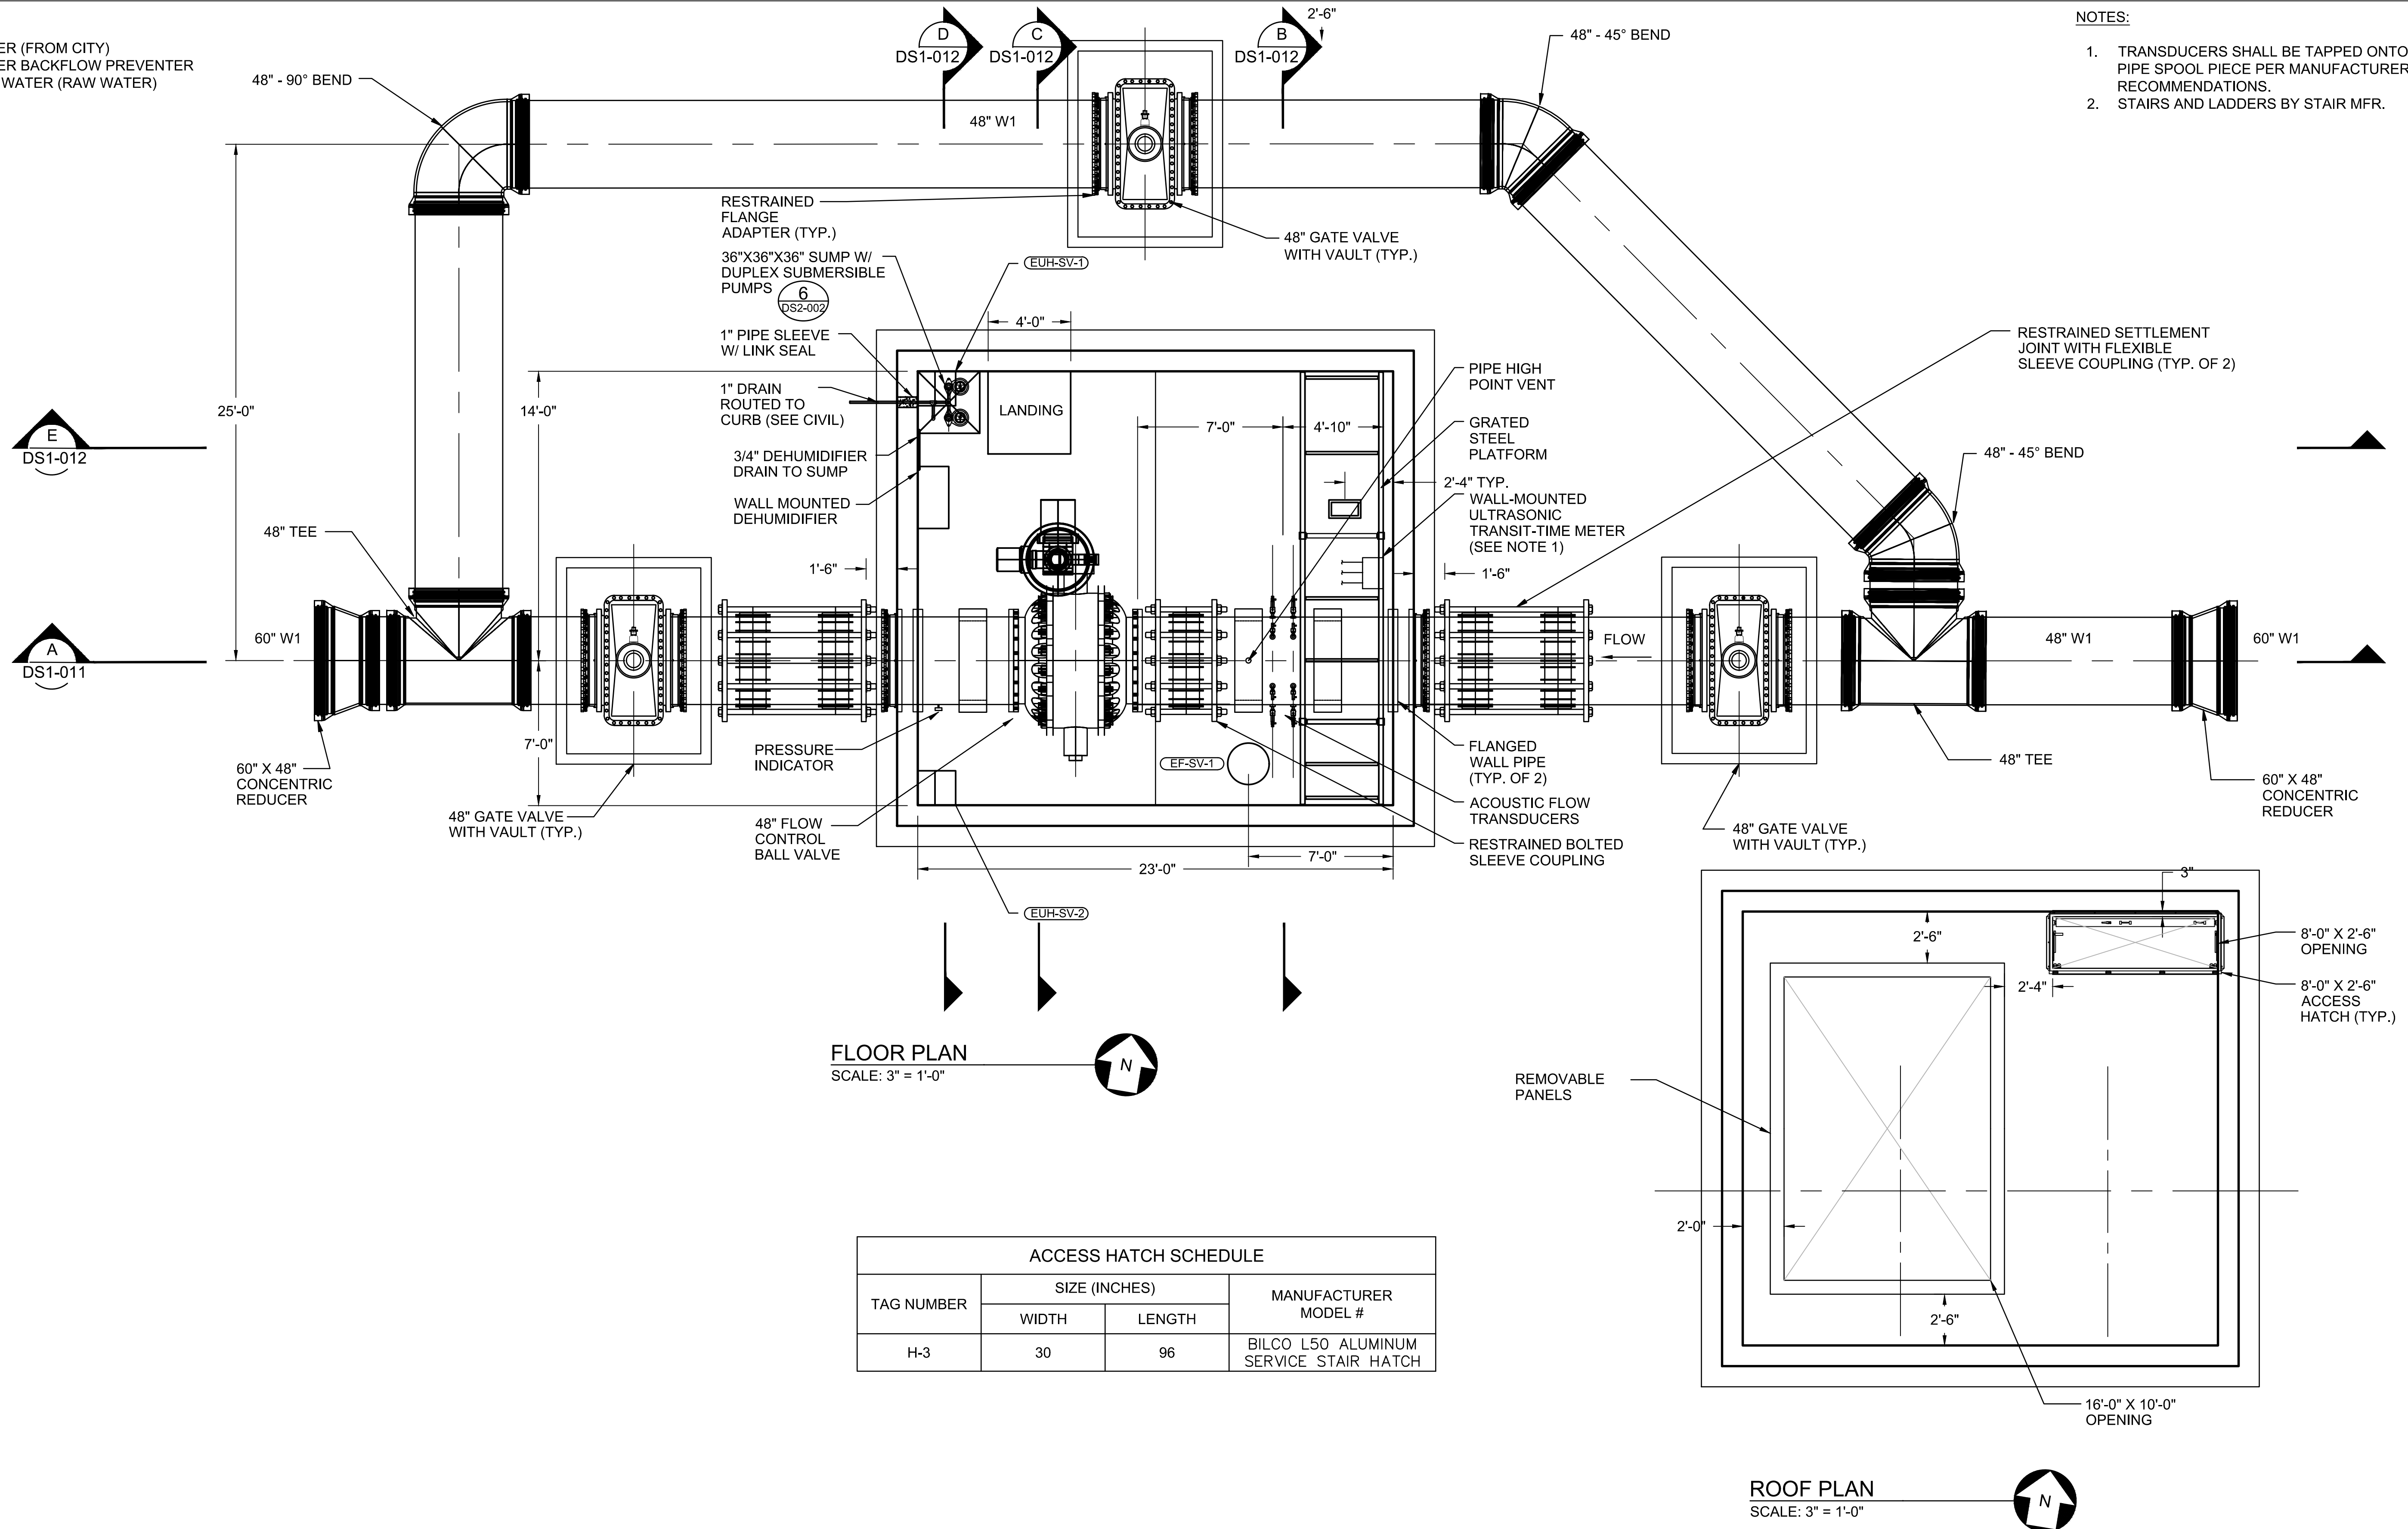 ER (FROM CITY)
ER BACKFLOW PREVENTER
WATER (RAW WATER)
NOTES:
1. TRANSDUCERS SHALL BE TAPPED ONTO
PIPE SPOOL PIECE PER MANUFACTURER
RECOMMENDATIONS.
2. STAIRS AND LADDERS BY STAIR MFR.
D
DS1-012
C
DS1-012
B
DS1-012
2'-6"
48" - 90° BEND
48" - 45° BEND
48" W1
RESTRAINED
FLANGE
ADAPTER (TYP.)
48" GATE VALVE
WITH VAULT (TYP.)
36"X36"X36" SUMP W/
DUPLEX SUBMERSIBLE
PUMPS
6
DS2-002
EUH-SV-1
1" PIPE SLEEVE
W/ LINK SEAL
4'-0"
RESTRAINED SETTLEMENT
JOINT WITH FLEXIBLE
SLEEVE COUPLING (TYP. OF 2)
PIPE HIGH
POINT VENT
1" DRAIN
ROUTED TO
CURB (SEE CIVIL)
25'-0"
14'-0"
LANDING
7'-0"
4'-10"
GRATED
STEEL
PLATFORM
E
DS1-012
3/4" DEHUMIDIFIER
DRAIN TO SUMP
48" - 45° BEND
2'-4" TYP.
WALL MOUNTED
DEHUMIDIFIER
WALL-MOUNTED
ULTRASONIC
TRANSIT-TIME METER
(SEE NOTE 1)
48" TEE
1'-6"
1'-6"
60" W1
FLOW
48" W1
60" W1
A
DS1-011
7'-0"
PRESSURE
INDICATOR
EF-SV-1
FLANGED
WALL PIPE
(TYP. OF 2)
48" TEE
60" X 48"
CONCENTRIC
REDUCER
60" X 48"
CONCENTRIC
REDUCER
48" GATE VALVE
WITH VAULT (TYP.)
48" FLOW
CONTROL
BALL VALVE
ACOUSTIC FLOW
TRANSDUCERS
48" GATE VALVE
WITH VAULT (TYP.)
RESTRAINED BOLTED
SLEEVE COUPLING
7'-0"
23'-0"
EUH-SV-2
FLOOR PLAN
SCALE: 3" = 1'-0"
N
3"
2'-6"
8'-0" X 2'-6"
OPENING
2'-4"
8'-0" X 2'-6"
ACCESS
HATCH (TYP.)
REMOVABLE
PANELS
2'-0"
2'-6"
16'-0" X 10'-0"
OPENING
ROOF PLAN
SCALE: 3" = 1'-0"
N
ACCESS HATCH SCHEDULE
TAG NUMBER
SIZE (INCHES)
WIDTH
LENGTH
MANUFACTURER
MODEL #
H-3
30
96
BILCO L50 ALUMINUM
SERVICE STAIR HATCH